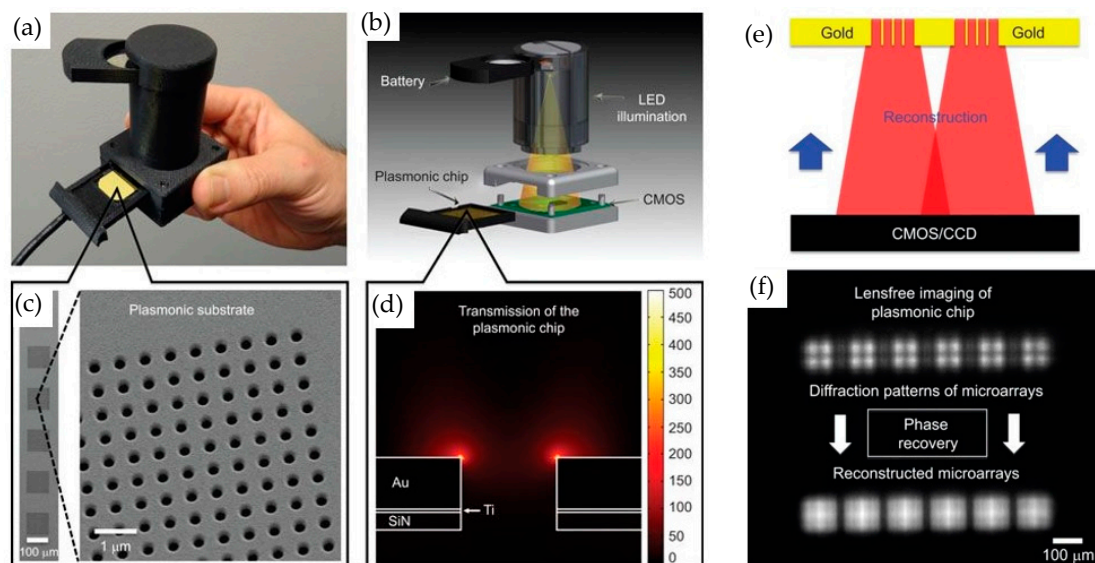 (a)
(b)
Battery
LED
illumination
Plasmonic chip
CMOS
(c)
Plasmonic substrate
100 μm
1 μm
(d)
Transmission of the
plasmonic chip
500
450
400
350
300
250
200
150
100
50
0
Au
Ti
SiN
(e)
Gold
Gold
Reconstruction
CMOS/CCD
(f)
Lensfree imaging of
plasmonic chip
Diffraction patterns of microarrays
Phase
recovery
Reconstructed microarrays
100 μm